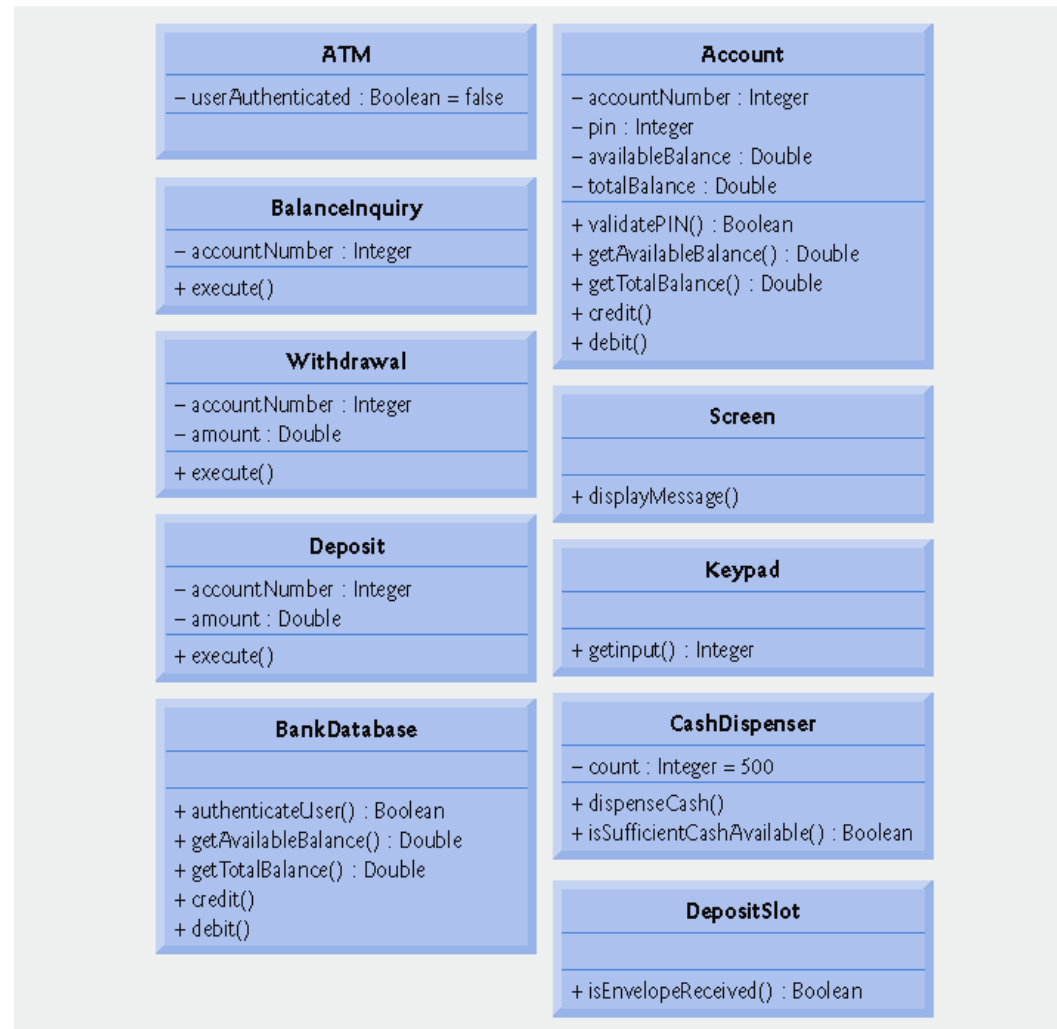 ATM
– userAuthenticated : Boolean = false
BalanceInquiry
– accountNumber : Integer
+ execute()
Withdrawal
– accountNumber : Integer
– amount : Double
+ execute()
Deposit
– accountNumber : Integer
– amount : Double
+ execute()
BankDatabase
+ authenticateUser() : Boolean
+ getAvailableBalance() : Double
+ getTotalBalance() : Double
+ credit()
+ debit()
Account
– accountNumber : Integer
– pin : Integer
– availableBalance : Double
– totalBalance : Double
+ validatePIN() : Boolean
+ getAvailableBalance() : Double
+ getTotalBalance() : Double
+ credit()
+ debit()
Screen
+ displayMessage()
Keypad
+ getinput() : Integer
CashDispenser
– count : Integer = 500
+ dispenseCash()
+ isSufficientCashAvailable() : Boolean
DepositSlot
+ isEnvelopeReceived() : Boolean